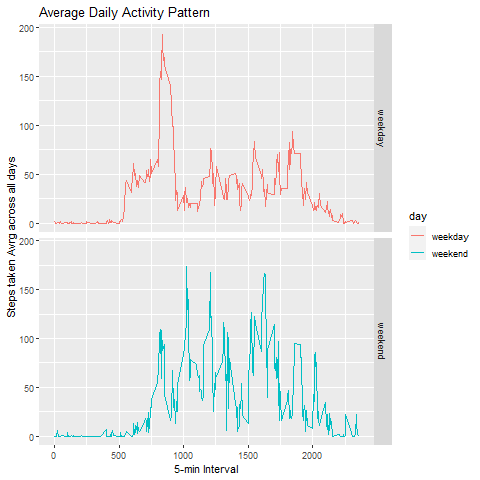 Average Daily Activity Pattern
200
150
100
50
0
weekday
200
150
100
50
0
weekend
Steps taken Avrg across all days
0
500
1000
1500
2000
5-min Interval
day
weekday
weekend